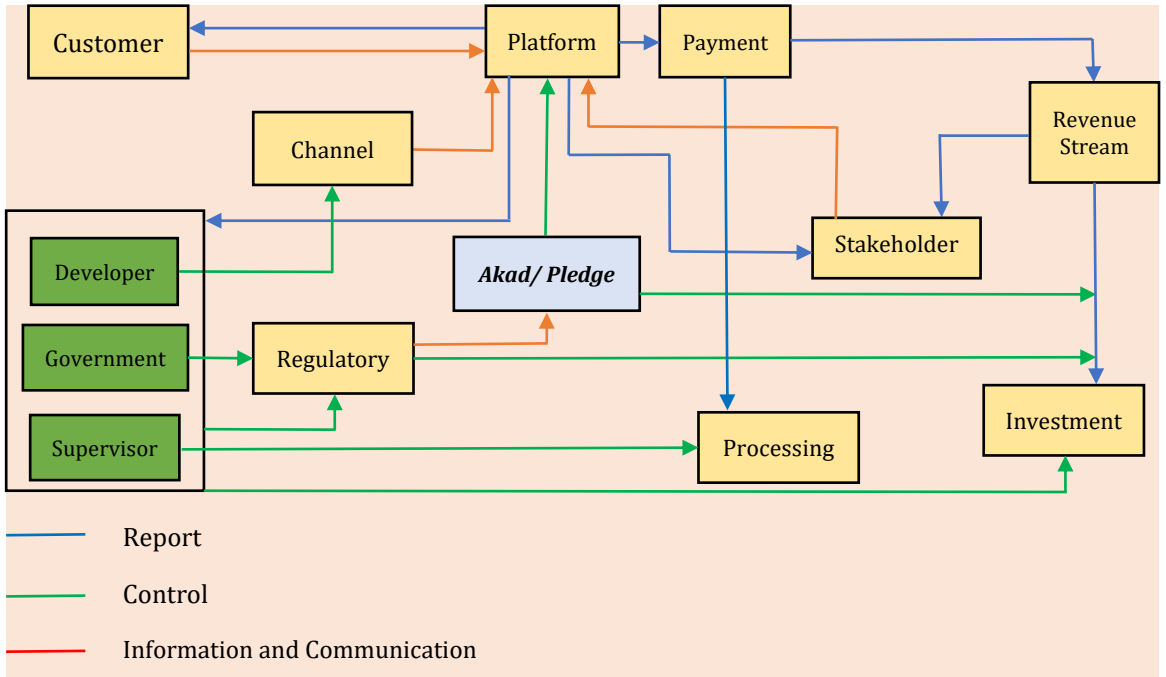 Customer
Platform
Payment
Revenue
Stream
Channel
Stakeholder
Developer
Akad/ Pledge
Government
Regulatory
Supervisor
Processing
Investment
Report
Control
Information and Communication